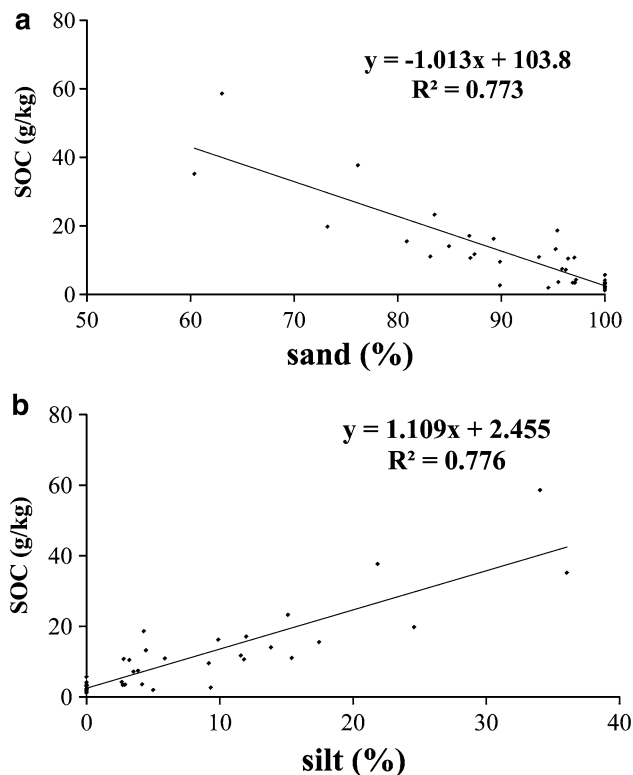 a
80
60
40
20
0
SOC (g/kg)
y = -1.013x + 103.8
R² = 0.773
50 60 70 80 90 100
sand (%)
b
80
60
40
20
0
SOC (g/kg)
y = 1.109x + 2.455
R² = 0.776
0 10 20 30 40
silt (%)